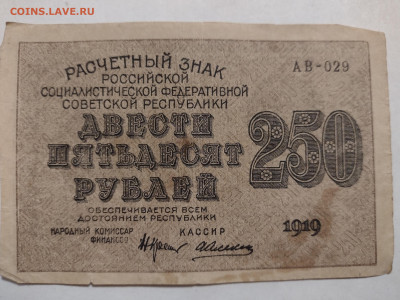 COINS.LAVE.RU
РАСЧЕТНЫЙ ЗНАК
РОССИЙСКОЙ
СОЦИАЛИСТИЧЕСКОЙ ФЕДЕРАТИВНОЙ
СОВЕТСКОЙ РЕСПУБЛИКИ
АВ-029
ДВЕСТИ
ПЯТЬДЕСЯТ
РУБЛЕЙ
250
ОБЕСПЕЧИВАЕТСЯ ВСЕМ
ДОСТОЯНИЕМ РЕСПУБЛИКИ
1919
НАРОДНЫЙ КОМИССАР
ФИНАНСОВ
КАССИР